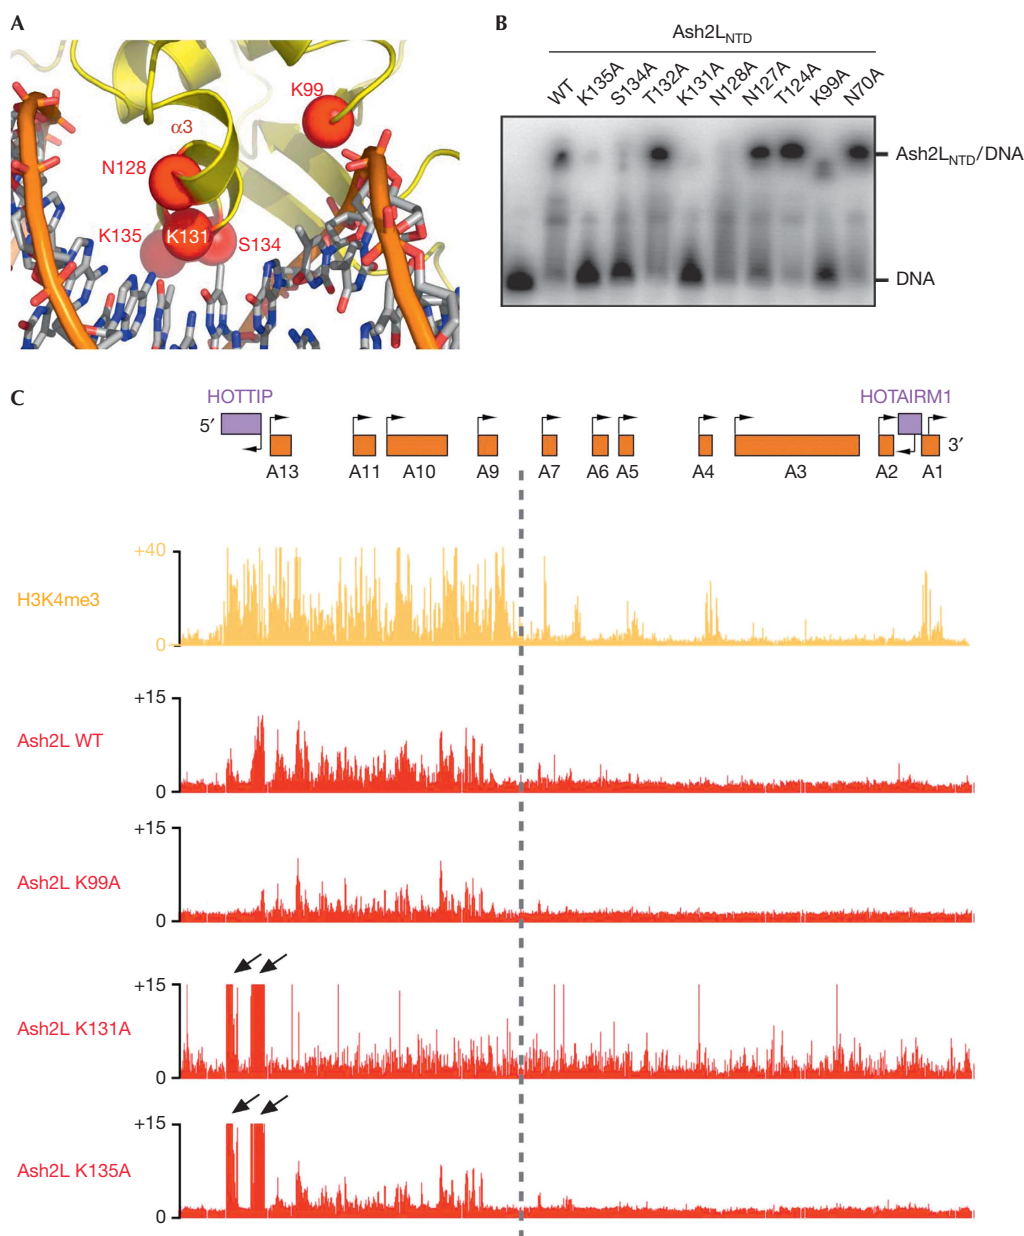 A
K99
α3
N128
K135
K131
S134
B
Ash2L_NTD
WT
K135A
S134A
T132A
K131A
N128A
N127A
T124A
K99A
N70A
Ash2L_NTD/DNA
DNA
C
HOTTIP
HOTAIRM1
5′
3′
A13
A11
A10
A9
A7
A6
A5
A4
A3
A2
A1
+40
H3K4me3
0
+15
Ash2L WT
0
+15
Ash2L K99A
0
+15
Ash2L K131A
0
+15
Ash2L K135A
0